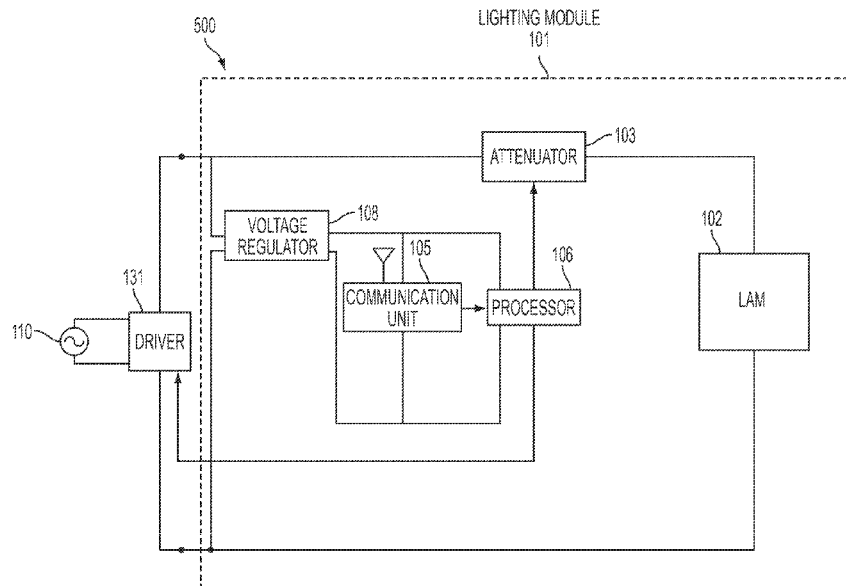 500
LIGHTING MODULE
101
ATTENUATOR
103
VOLTAGE
REGULATOR
108
105
COMMUNICATION
UNIT
106
PROCESSOR
102
LAM
131
DRIVER
110